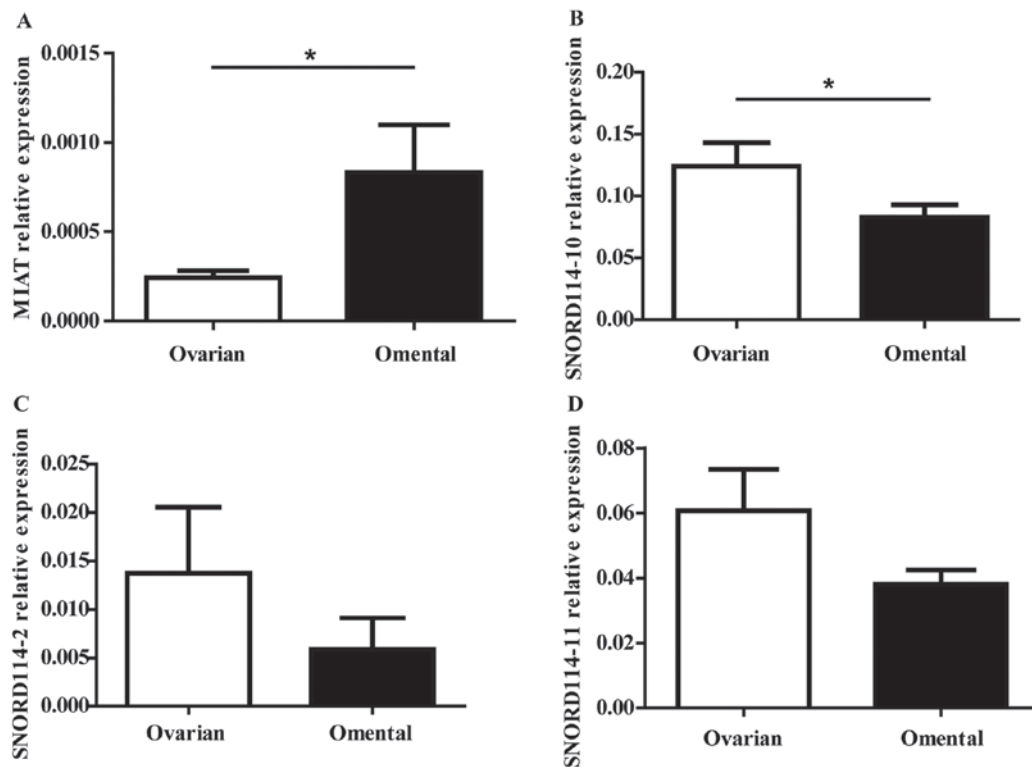 A
MIAT relative expression
0.0015
0.0010
0.0005
0.0000
*
Ovarian
Omental
B
SNORD114-10 relative expression
0.20
0.15
0.10
0.05
0.00
*
Ovarian
Omental
C
SNORD114-2 relative expression
0.025
0.020
0.015
0.010
0.005
0.000
Ovarian
Omental
D
SNORD114-11 relative expression
0.08
0.06
0.04
0.02
0.00
Ovarian
Omental